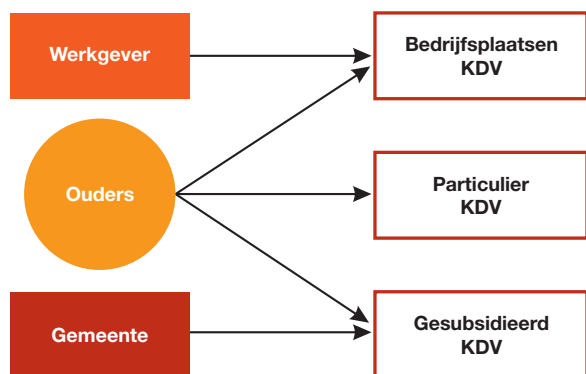 Werkgever
Bedrijfsplaatsen
KDV
Ouders
Particulier
KDV
Gemeente
Gesubsidieerd
KDV